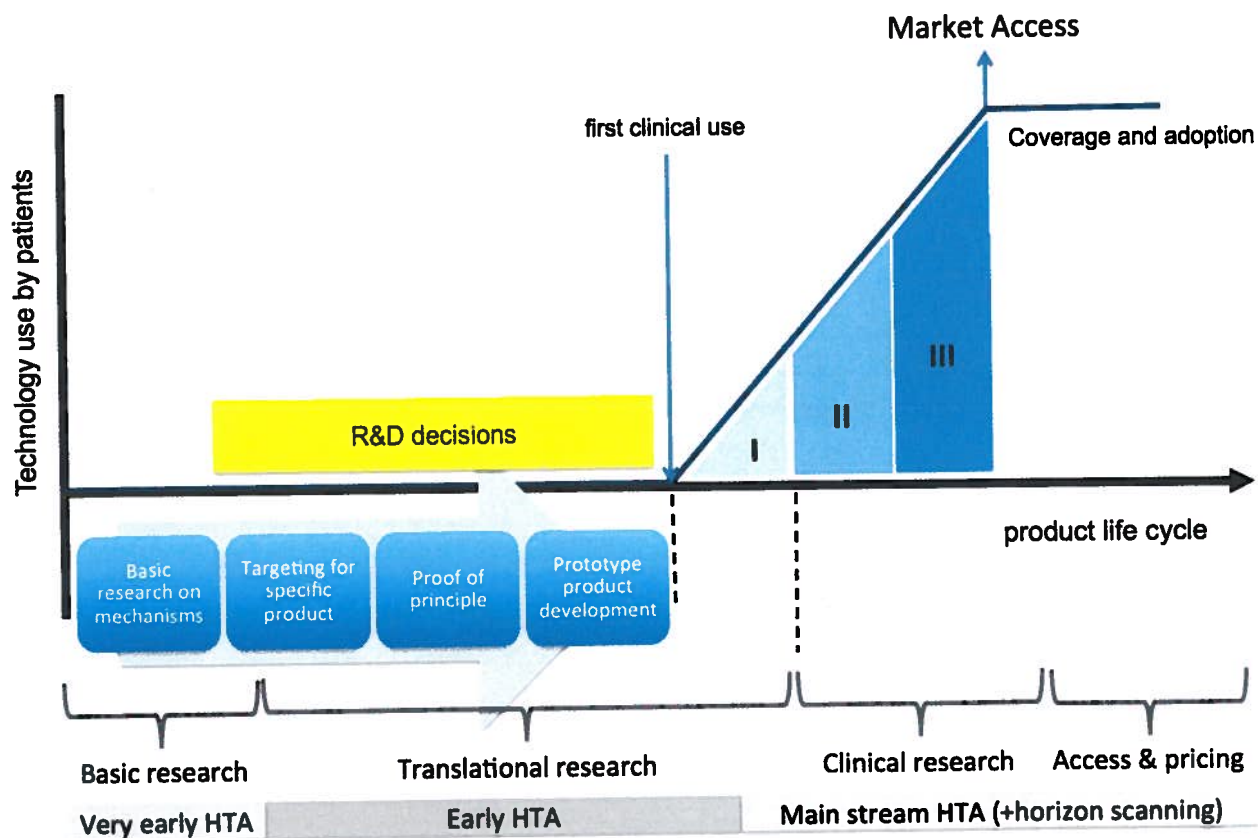 Market Access
first clinical use
Coverage and adoption
Technology use by patients
R&D decisions
I
II
III
product life cycle
Basic
research on
mechanisms
Targeting for
specific
product
Proof of
principle
Prototype
product
development
Basic research
Translational research
Clinical research
Access & pricing
Very early HTA
Early HTA
Main stream HTA (+horizon scanning)